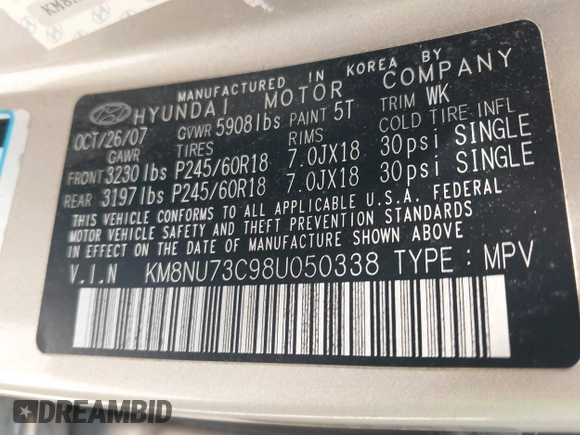 KM8
MANUFACTURED IN KOREA BY
HYUNDAI MOTOR COMPANY
OCT/26/07 GVWR 5908lbs PAINT 5T TRIM WK
GAWR TIRES RIMS COLD TIRE INFL
FRONT 3230lbs P245/60R18 7.0JX18 30psi SINGLE
REAR 3197lbs P245/60R18 7.0JX18 30psi SINGLE
THIS VEHICLE CONFORMS TO ALL APPLICABLE U.S.A. FEDERAL
MOTOR VEHICLE SAFETY AND THEFT PREVENTION STANDARDS
IN EFFECT ON THE DATE OF MANUFACTURE SHOWN ABOVE
V.I.N KM8NU73C98U050338 TYPE : MPV
DREAMBID